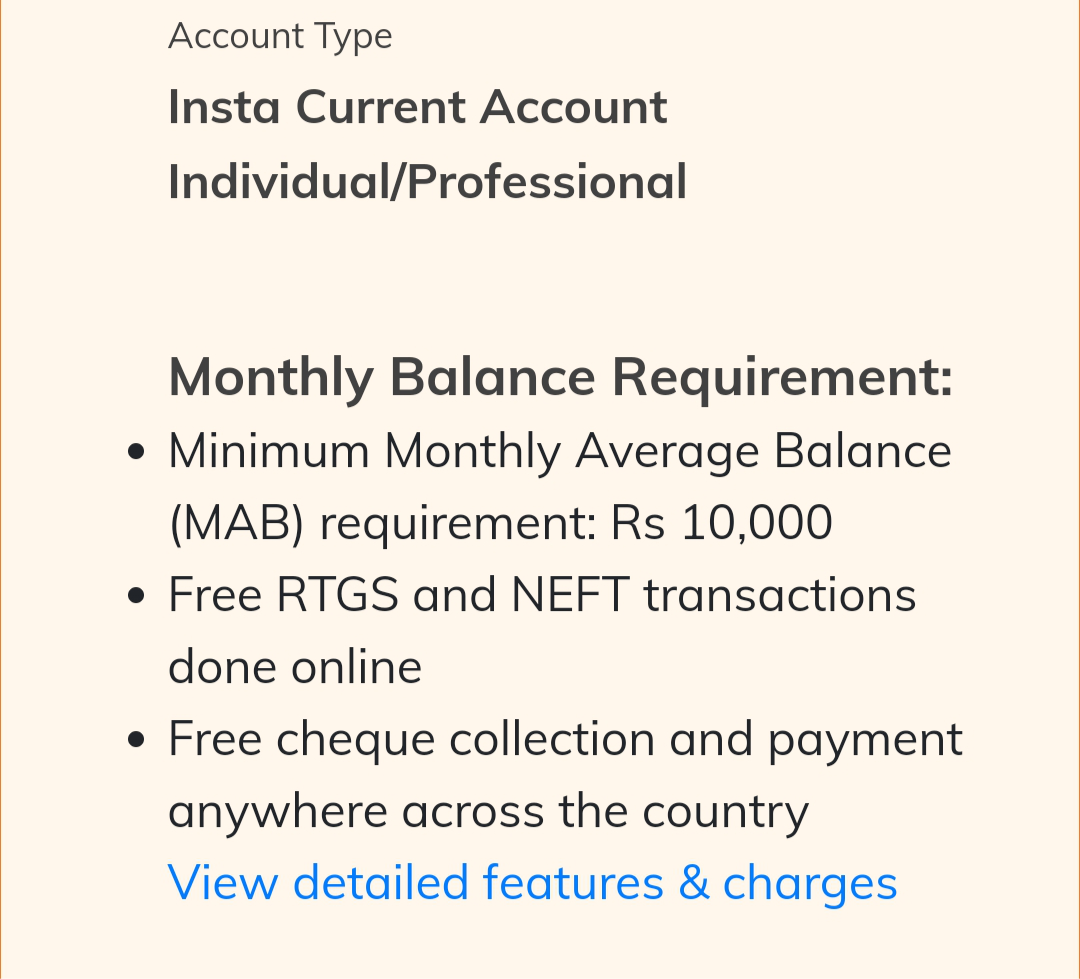 Account Type
Insta Current Account
Individual/Professional
Monthly Balance Requirement:
• Minimum Monthly Average Balance
(MAB) requirement: Rs 10,000
• Free RTGS and NEFT transactions
done online
• Free cheque collection and payment
anywhere across the country
View detailed features & charges